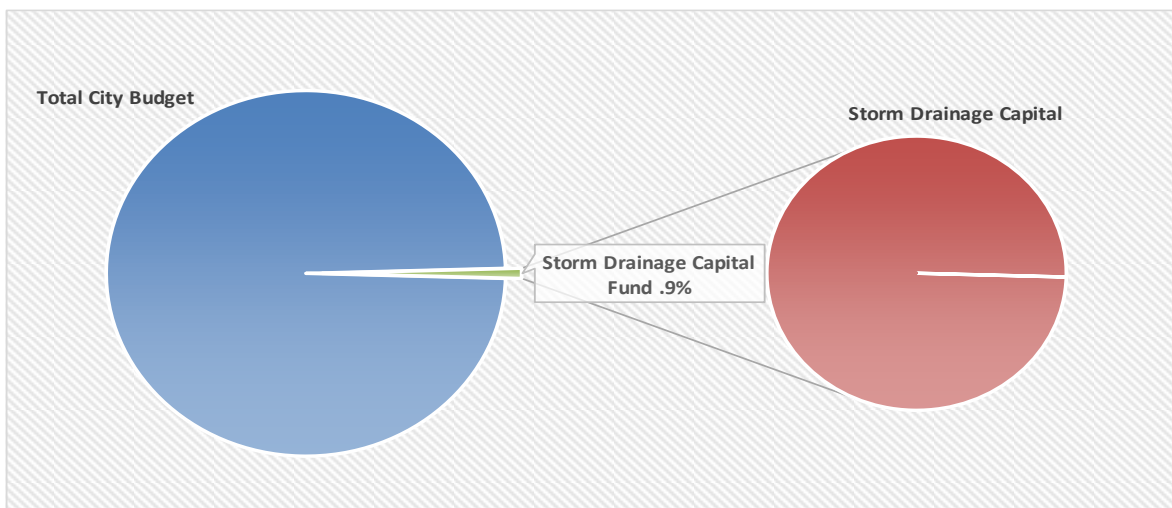 Total City Budget
Storm Drainage Capital
Storm Drainage Capital
Fund .9%